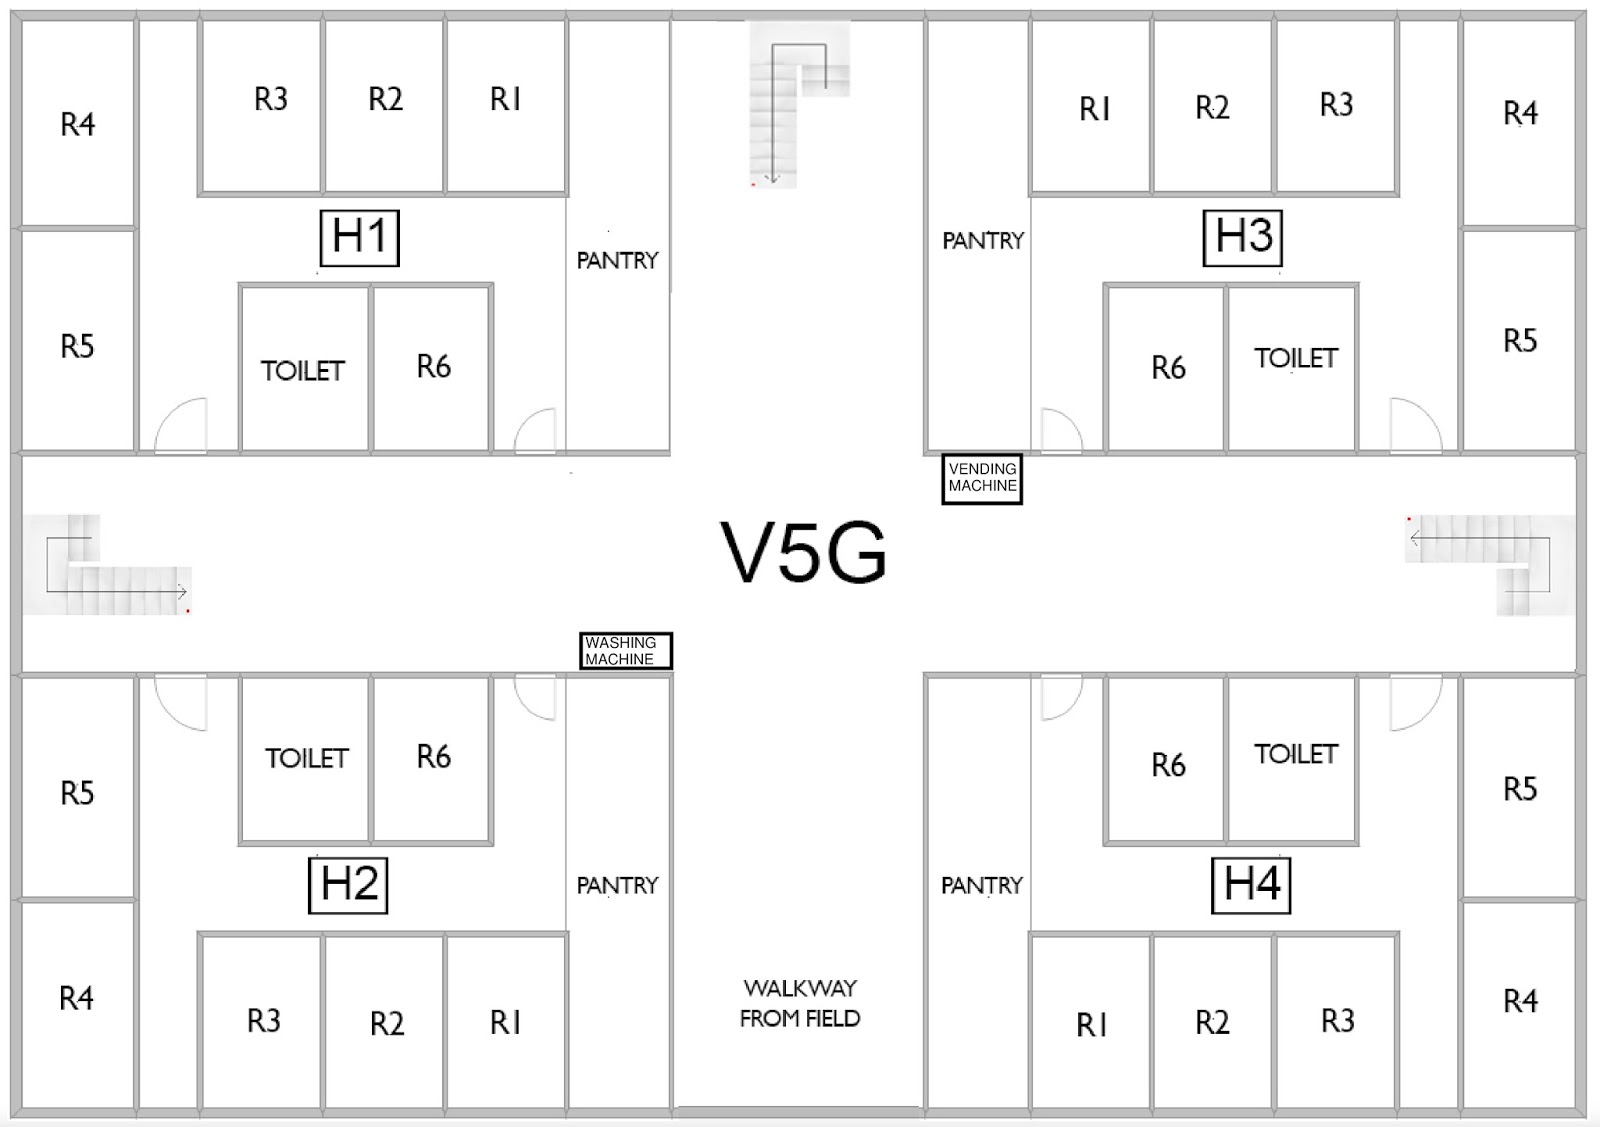 R4
R3
R2
R1
R1
R2
R3
R4
H1
PANTRY
PANTRY
H3
R5
TOILET
R6
R6
TOILET
R5
VENDING
MACHINE
V5G
WASHING
MACHINE
R5
TOILET
R6
R6
TOILET
R5
H2
PANTRY
PANTRY
H4
R4
R3
R2
R1
WALKWAY
FROM FIELD
R1
R2
R3
R4